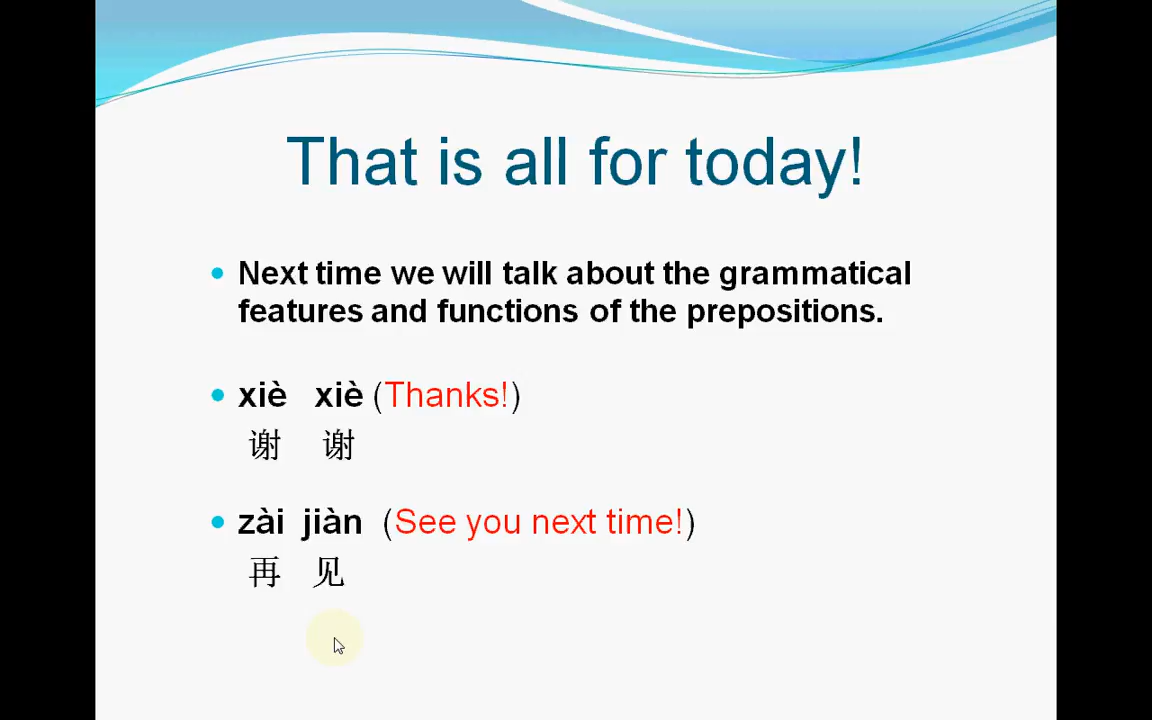 That is all for today!
Next time we will talk about the grammatical
features and functions of the prepositions.
xiè xiè (Thanks!)
谢 谢
zài jiàn (See you next time!)
再 见